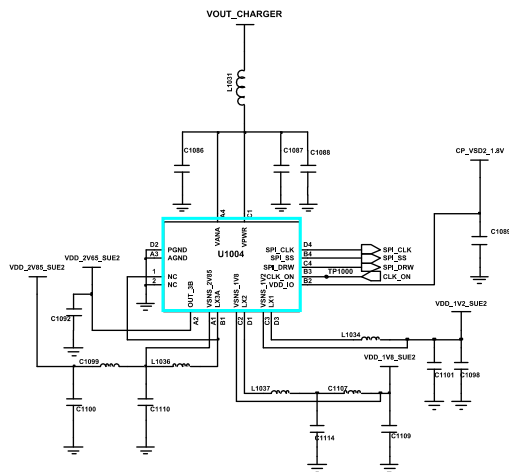 VOUT_CHARGER
L1031
C1086
C1087
C1088
CP_VSD2_1.8V
C1089
A4
C1
VANA
VPWR
U1004
D2
A3
PGND
AGND
1
2
NC
NC
SPI_CLK
SPI_SS
SPI_DRW
CLK_ON
VDD_IO
D4
B4
C4
B3
B2
TP1000
SPI_CLK
SPI_SS
SPI_DRW
CLK_ON
OUT_3B
VSNS_2V85
LX3A
VSNS_1V8
LX2
VSNS_1V2
LX1
A2
A1
B1
C2
D1
C3
D3
VDD_2V65_SUE2
VDD_2V85_SUE2
C1092
C1099
L1036
C1100
C1110
L1034
VDD_1V2_SUE2
C1101
C1098
VDD_1V8_SUE2
L1037
C1107
C1114
C1109